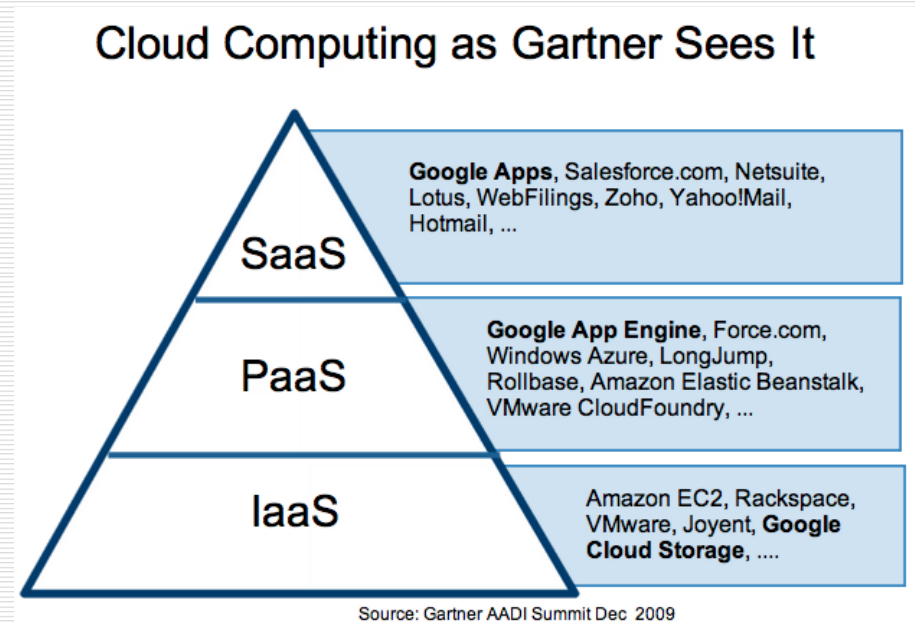 Cloud Computing as Gartner Sees It
SaaS
Google Apps, Salesforce.com, Netsuite,
Lotus, WebFilings, Zoho, Yahoo!Mail,
Hotmail, ...
PaaS
Google App Engine, Force.com,
Windows Azure, LongJump,
Rollbase, Amazon Elastic Beanstalk,
VMware CloudFoundry, ...
IaaS
Amazon EC2, Rackspace,
VMware, Joyent, Google
Cloud Storage, ....
Source: Gartner AADI Summit Dec 2009